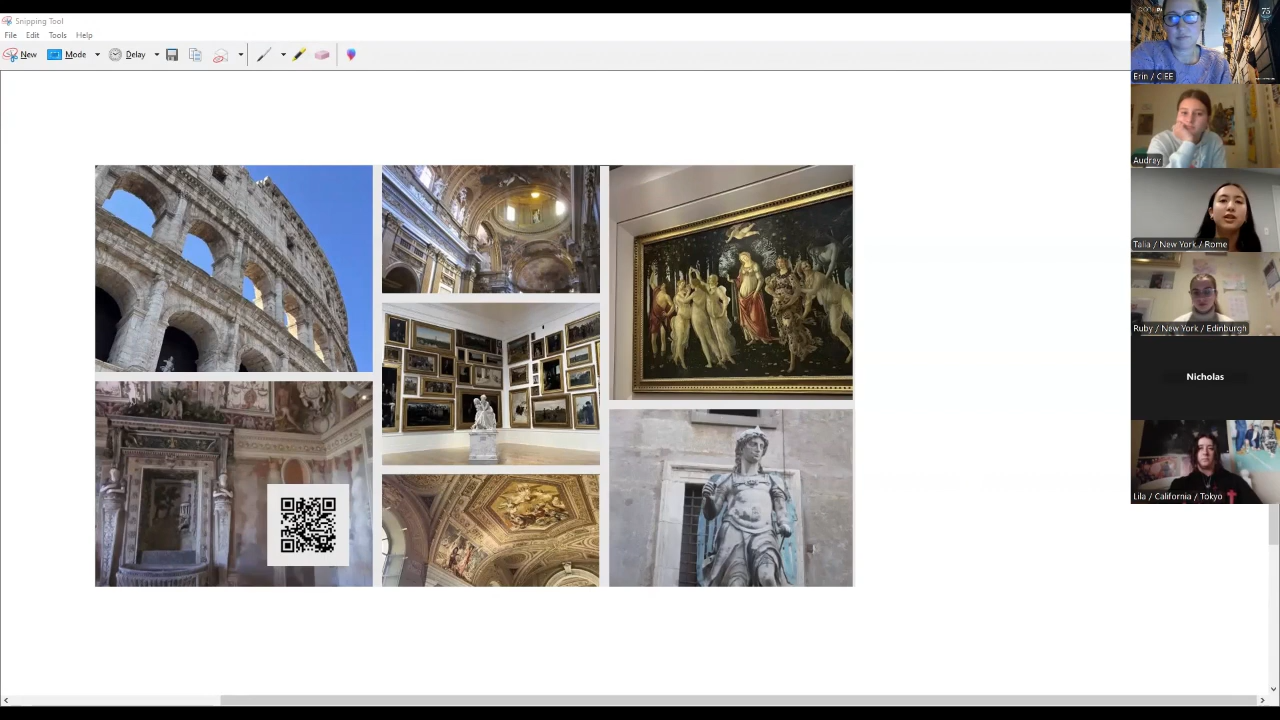 Snipping Tool
File Edit Tools Help
New Mode Delay
Erin / CIEE
Audrey
Talia / New York / Rome
Ruby / New York / Edinburgh
Nicholas
Lila / California / Tokyo